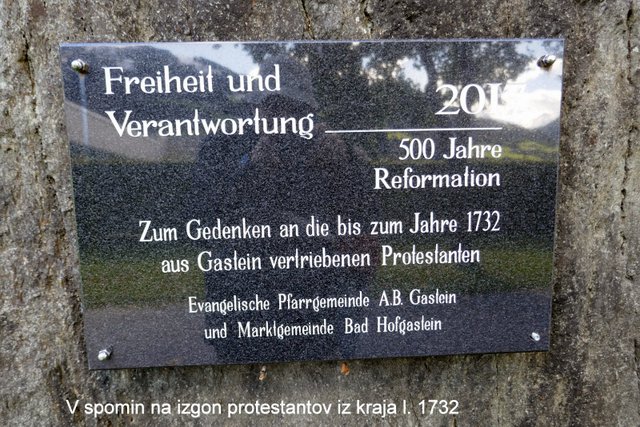 Freiheit und
Verantwortung
2017
500 Jahre
Reformation
Zum Gedenken an die bis zum Jahre 1732
aus Gastein vertriebenen Protestanten
Evangelische Pfarrgemeinde A.B. Gastein
und Marktgemeinde Bad Hofgastein
V spomin na izgon protestantov iz kraja l. 1732